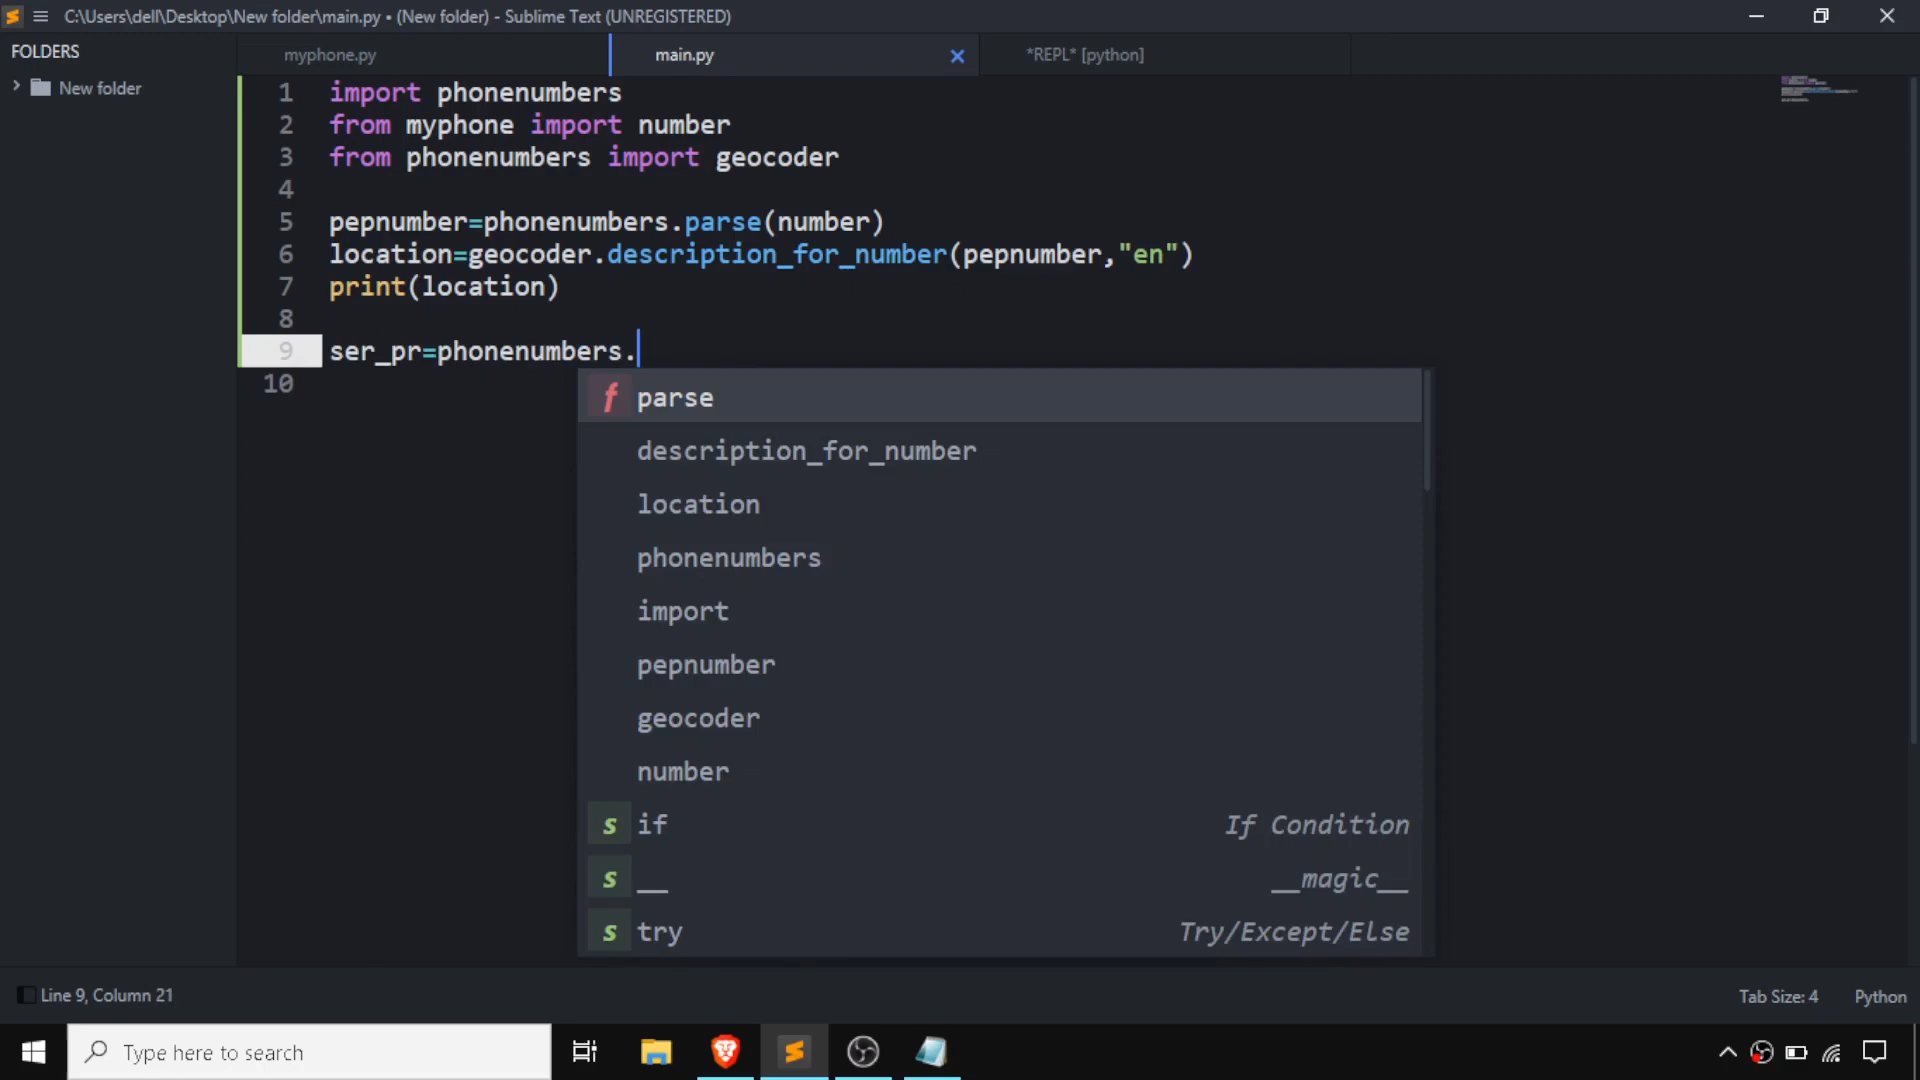 C:\Users\dell\Desktop\New folder\main.py • (New folder) - Sublime Text (UNREGISTERED)
FOLDERS
New folder
myphone.py
main.py
*REPL* [python]
1 import phonenumbers
2 from myphone import number
3 from phonenumbers import geocoder
4
5 pepnumber=phonenumbers.parse(number)
6 location=geocoder.description_for_number(pepnumber,"en")
7 print(location)
8
9 ser_pr=phonenumbers.
10
f parse
description_for_number
location
phonenumbers
import
pepnumber
geocoder
number
s if If Condition
s __ __magic__
s try Try/Except/Else
Line 9, Column 21
Tab Size: 4
Python
Type here to search